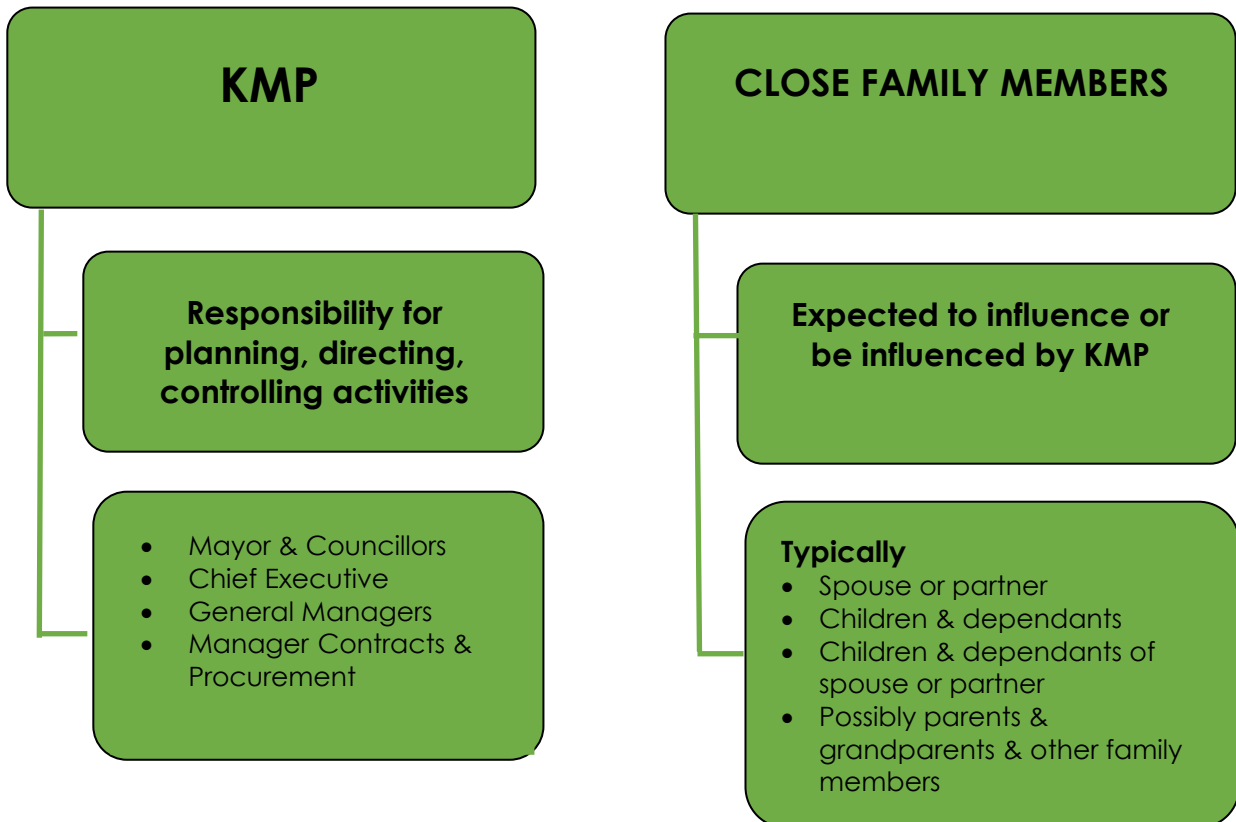 KMP
Responsibility for
planning, directing,
controlling activities
• Mayor & Councillors
• Chief Executive
• General Managers
• Manager Contracts &
Procurement
CLOSE FAMILY MEMBERS
Expected to influence or
be influenced by KMP
Typically
• Spouse or partner
• Children & dependants
• Children & dependants of
spouse or partner
• Possibly parents &
grandparents & other family
members